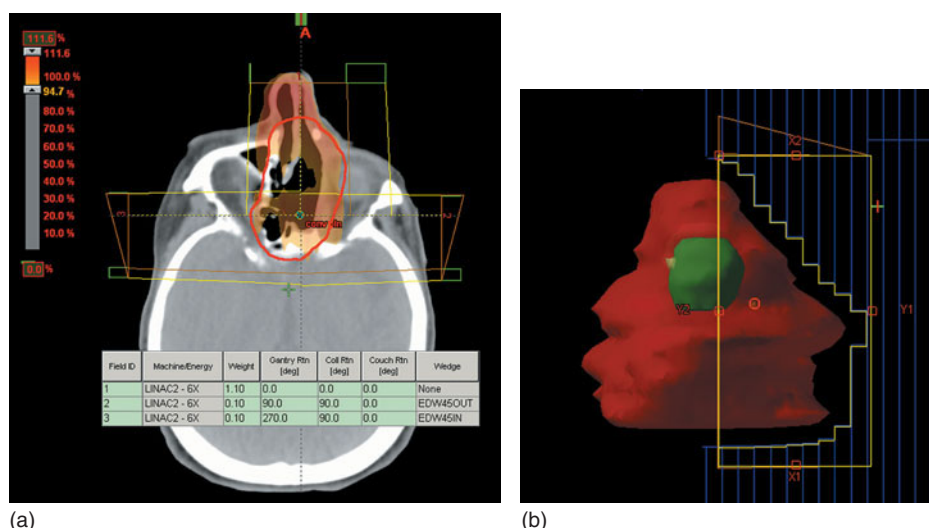 A
111.6 %
111.6
100.0 %
94.7 %
80.0 %
70.0 %
60.0 %
50.0 %
40.0 %
30.0 %
20.0 %
10.0 %
0.0 %
1
3
2
Field ID Machine/Energy Weight Gantry Rtn [deg] Coll Rtn [deg] Couch Rtn [deg] Wedge
1 LINAC2 - 6X 1.10 0.0 0.0 0.0 None
2 LINAC2 - 6X 0.10 90.0 90.0 0.0 EDW45OUT
3 LINAC2 - 6X 0.10 270.0 90.0 0.0 EDW45IN
(a)
X2
Y2
Y1
X1
(b)